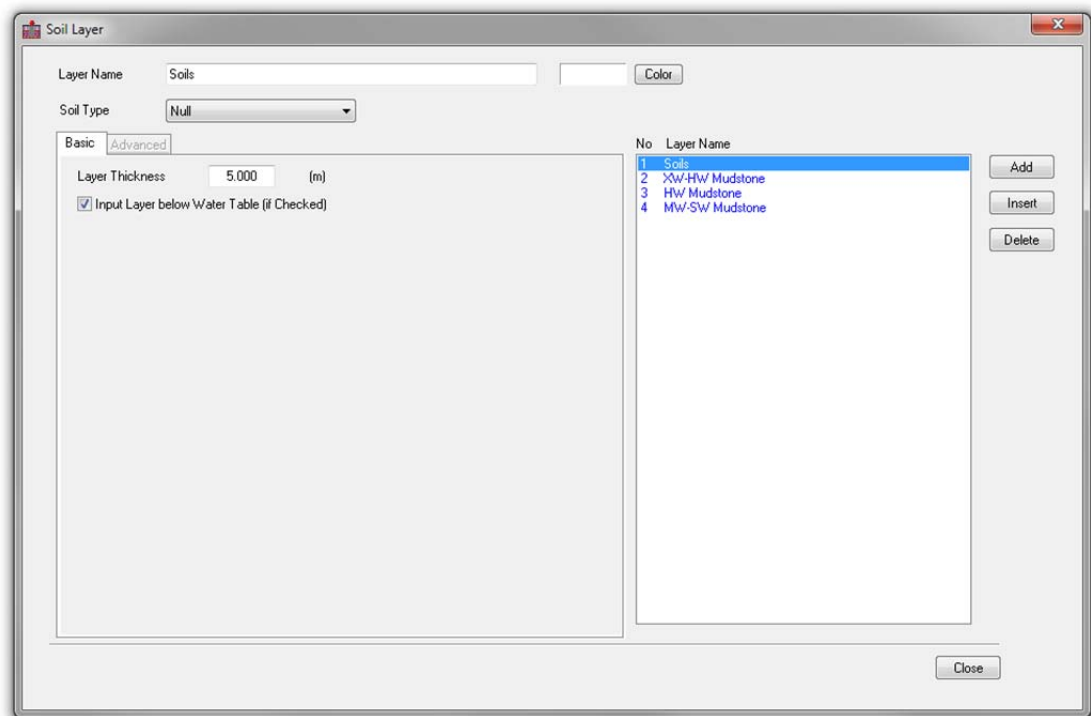 Soil Layer
Layer Name Soils Color
Soil Type Null
Basic Advanced
Layer Thickness 5.000 (m)
Input Layer below Water Table (if Checked)
No Layer Name
1 Soils
2 XW-HW Mudstone
3 HW Mudstone
4 MW-SW Mudstone
Add
Insert
Delete
Close